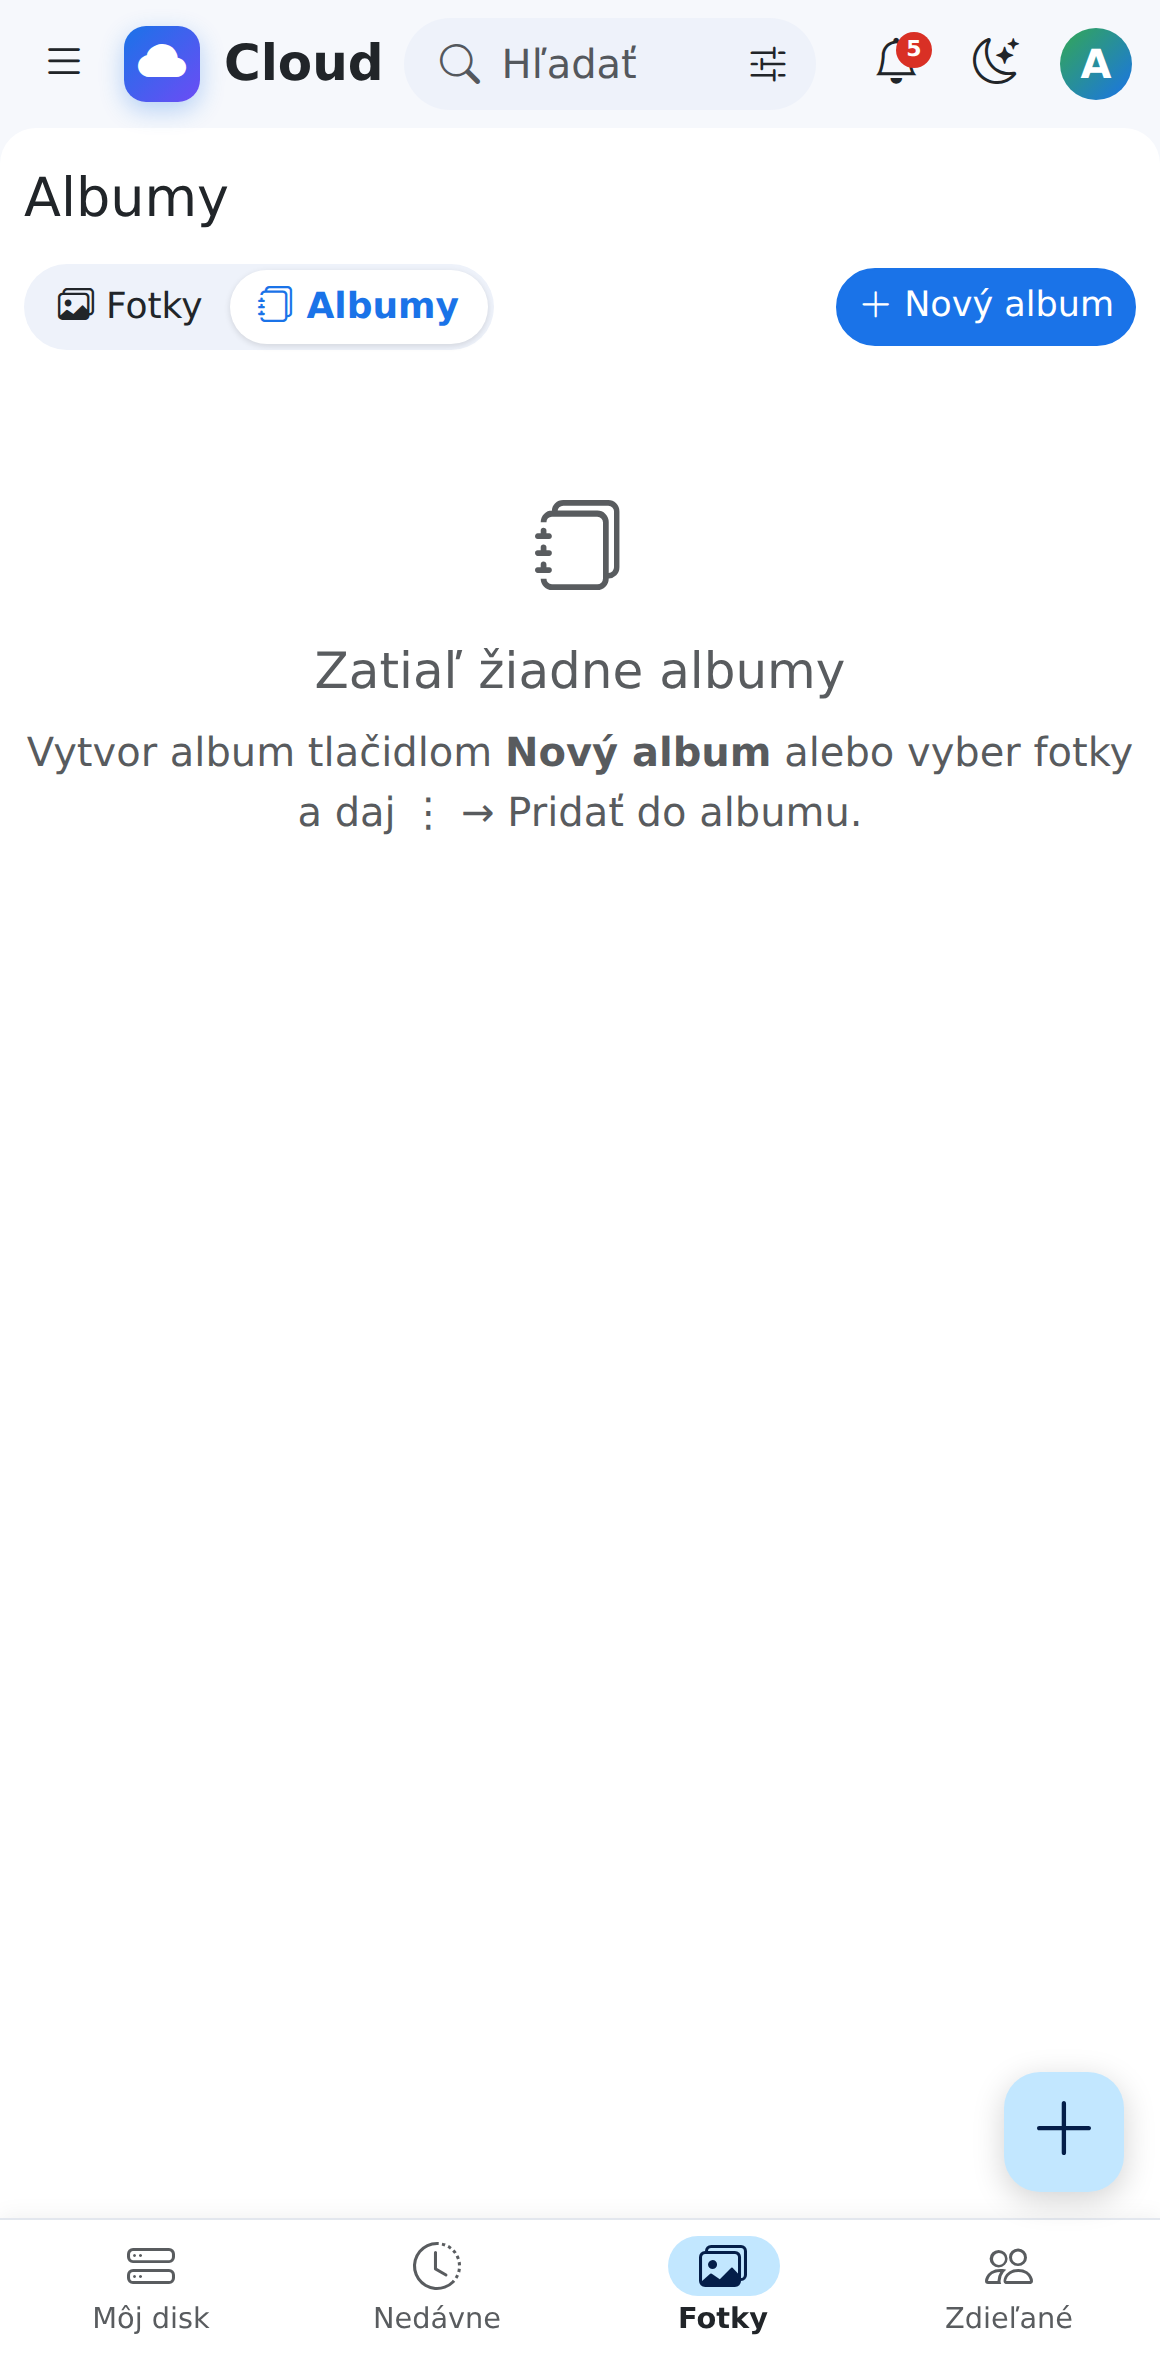 Cloud
Hľadať
5
A
Albumy
Fotky
Albumy
+ Nový album
Zatiaľ žiadne albumy
Vytvor album tlačidlom Nový album alebo vyber fotky
a daj ⋮ → Pridať do albumu.
Môj disk
Nedávne
Fotky
Zdieľané